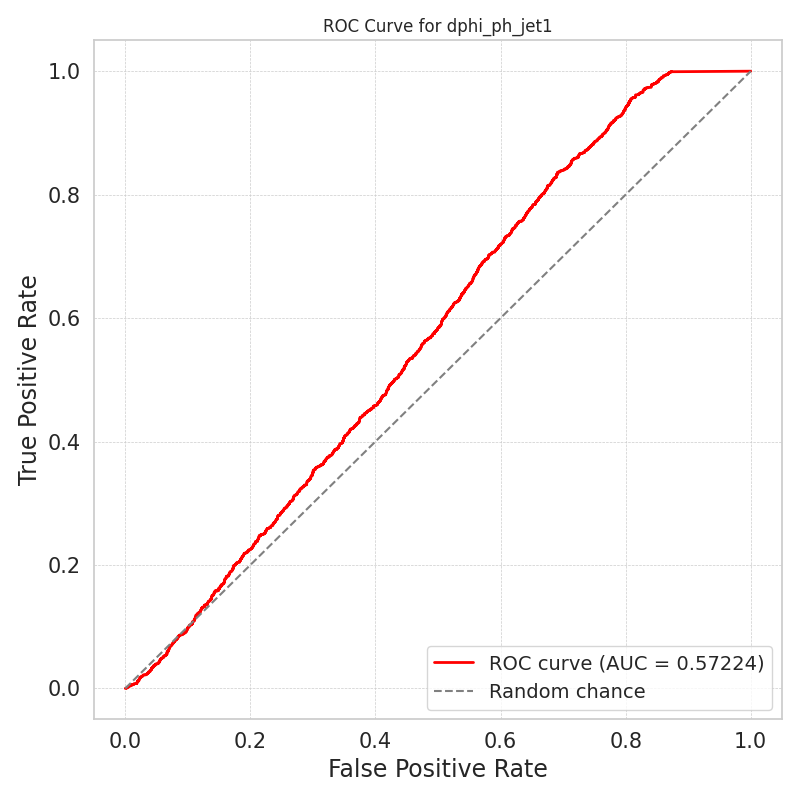 ROC Curve for dphi_ph_jet1
True Positive Rate
1.0
0.8
0.6
0.4
0.2
0.0
ROC curve (AUC = 0.57224)
Random chance
0.0 0.2 0.4 0.6 0.8 1.0
False Positive Rate